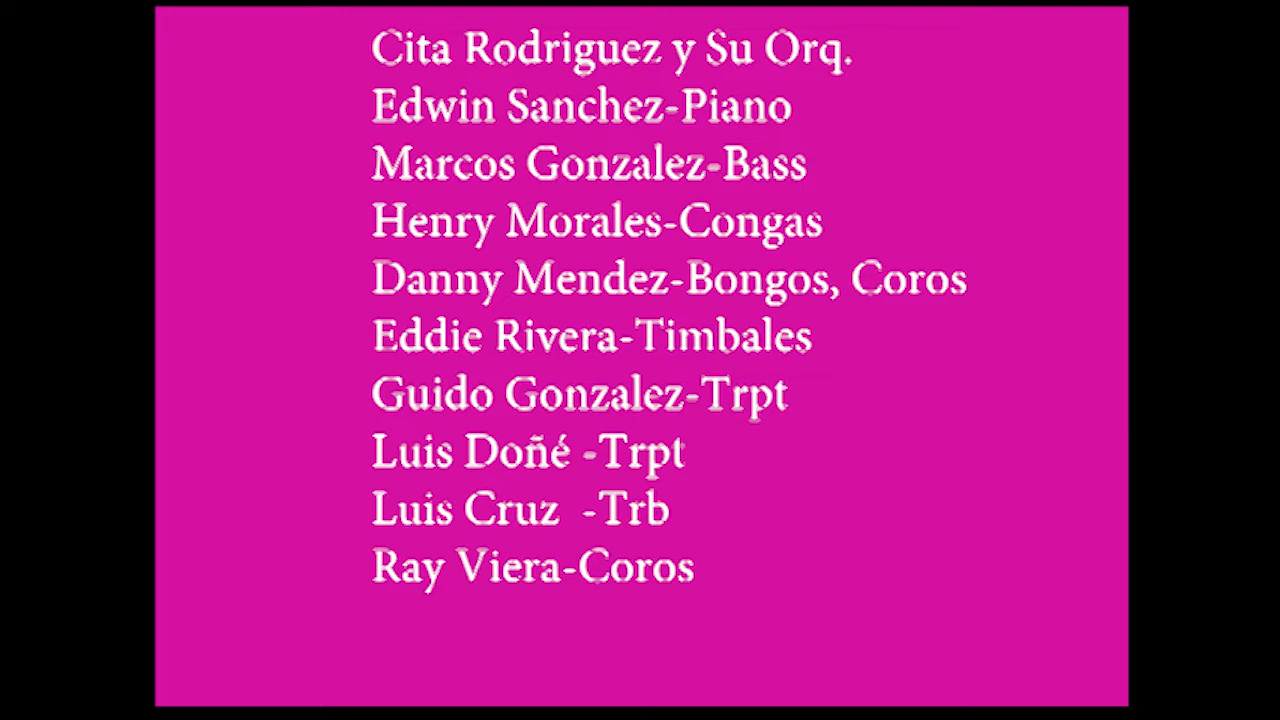 Cita Rodriguez y Su Orq.
Edwin Sanchez-Piano
Marcos Gonzalez-Bass
Henry Morales-Congas
Danny Mendez-Bongos, Coros
Eddie Rivera-Timbales
Guido Gonzalez-Trpt
Luis Doñé -Trpt
Luis Cruz  -Trb
Ray Viera-Coros